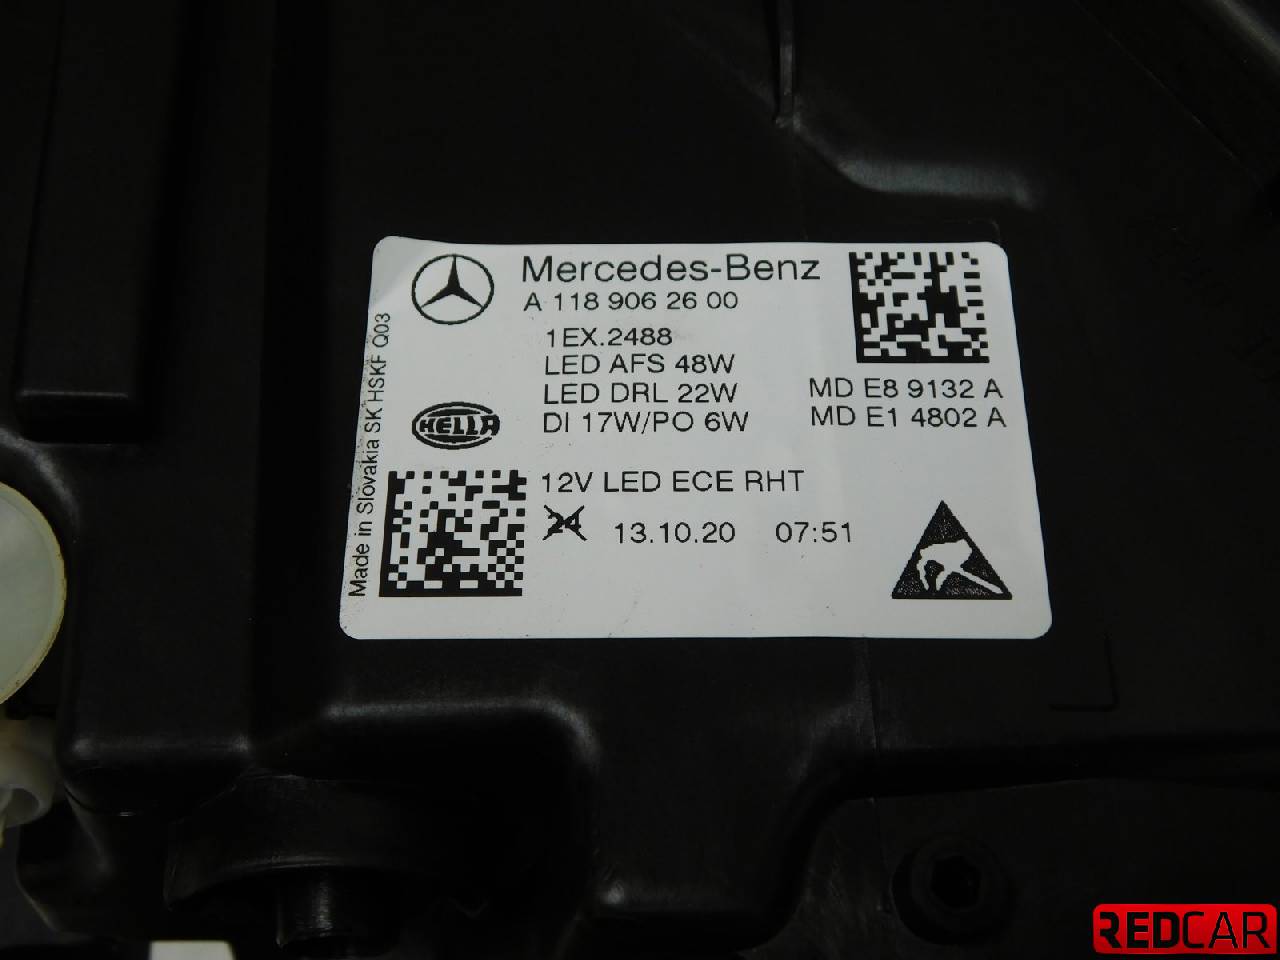 Mercedes-Benz
A 118 906 26 00
1EX.2488
LED AFS 48W
LED DRL 22W
DI 17W/PO 6W
MD E8 9132 A
MD E1 4802 A
HELLA
12V LED ECE RHT
24
13.10.20 07:51
Made in Slovakia SK HSKF Q03
REDCAR